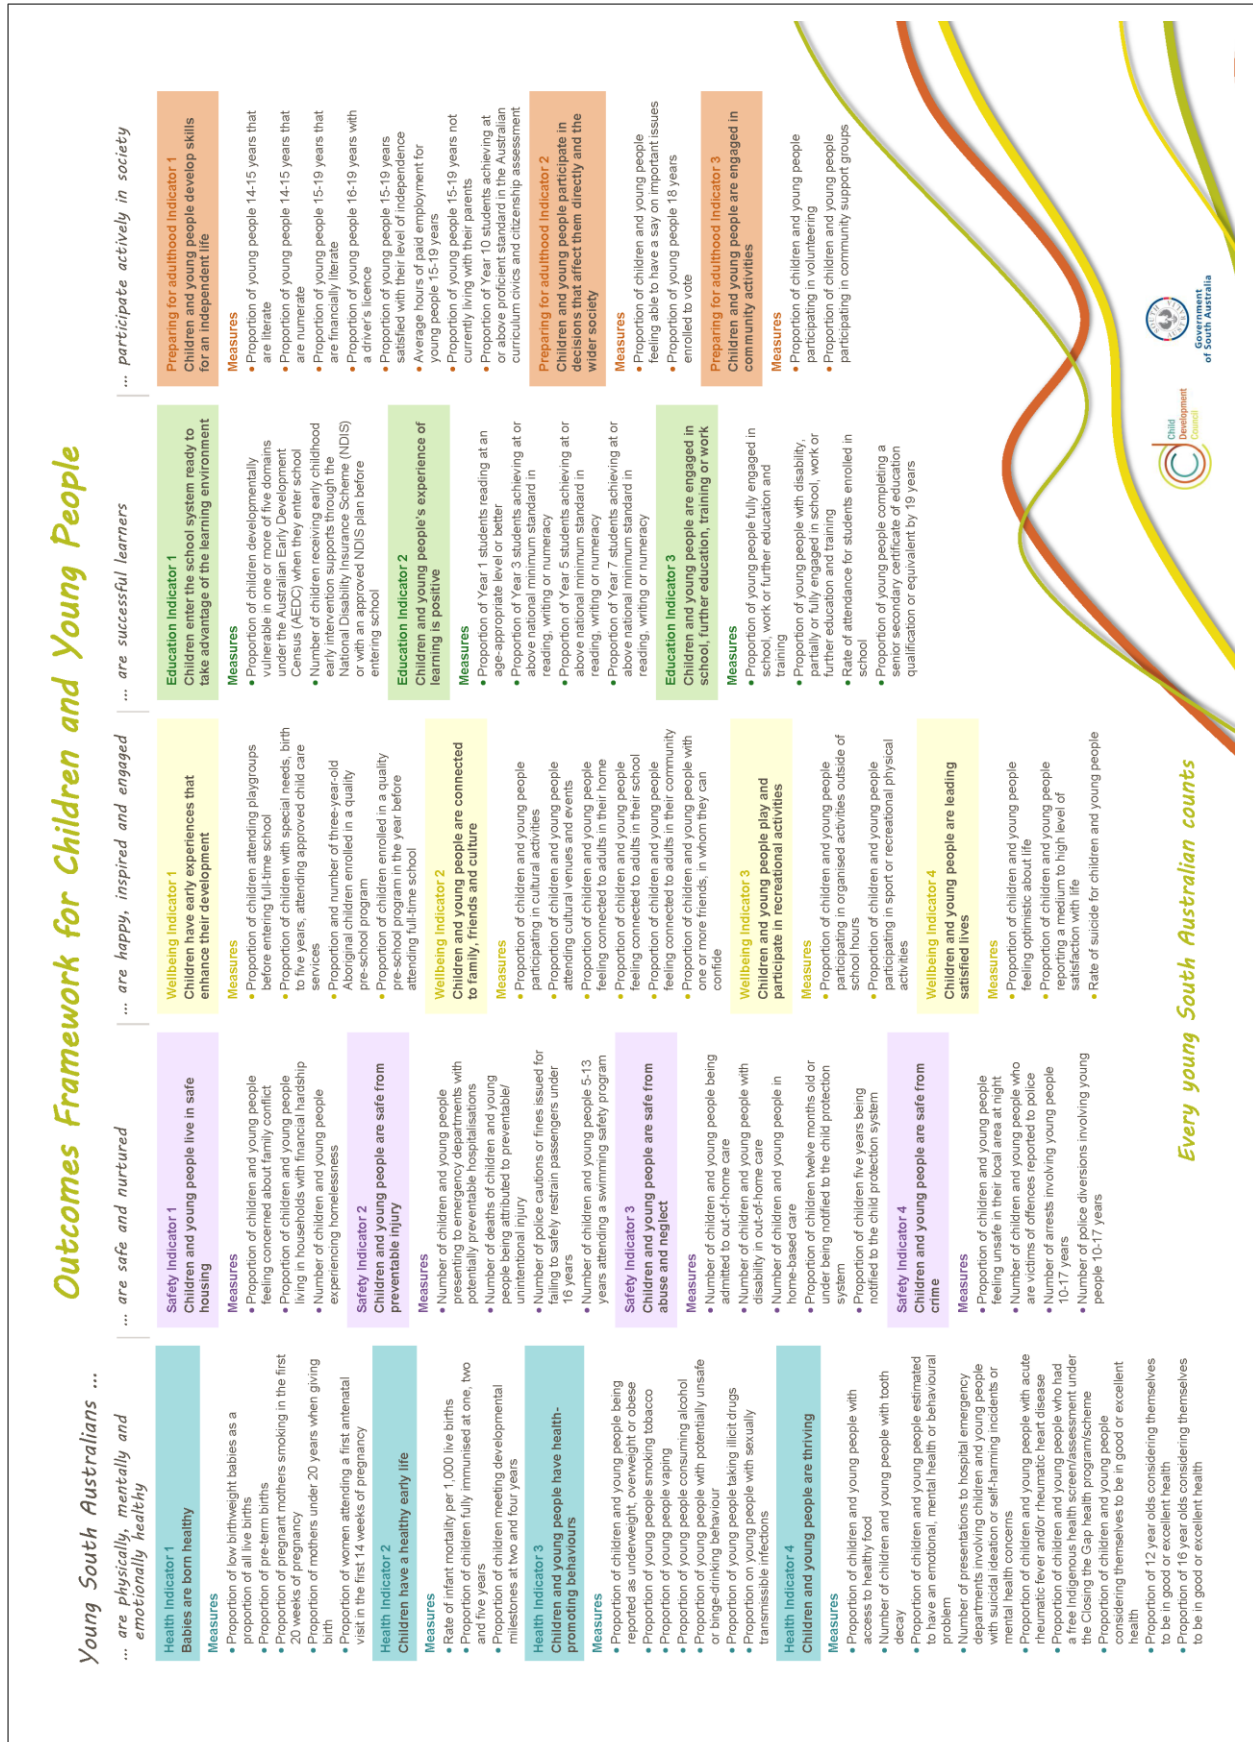 Outcomes Framework for Children and Young People
Young South Australians ...
... are physically, mentally and
emotionally healthy
Health Indicator 1
Babies are born healthy
Measures
• Proportion of low birthweight babies as a
proportion of all live births
• Proportion of pre-term births
• Proportion of pregnant mothers smoking in the first
20 weeks of pregnancy
• Proportion of mothers under 20 years when giving
birth
• Proportion of women attending a first antenatal
visit in the first 14 weeks of pregnancy
Health Indicator 2
Children have a healthy early life
Measures
• Rate of infant mortality per 1,000 live births
• Proportion of children fully immunised at one, two
and five years
• Proportion of children meeting developmental
milestones at two and four years
Health Indicator 3
Children and young people have health-
promoting behaviours
Measures
• Proportion of children and young people being
reported as underweight, overweight or obese
• Proportion of young people smoking tobacco
• Proportion of young people vaping
• Proportion of young people consuming alcohol
• Proportion of young people with potentially unsafe
or binge-drinking behaviour
• Proportion of young people taking illicit drugs
• Proportion on young people with sexually
transmissible infections
Health Indicator 4
Children and young people are thriving
Measures
• Proportion of children and young people with
access to healthy food
• Number of children and young people with tooth
decay
• Proportion of children and young people estimated
to have an emotional, mental health or behavioural
problem
• Number of presentations to hospital emergency
departments involving children and young people
with suicidal ideation or self-harming incidents or
mental health concerns
• Proportion of children and young people with acute
rheumatic fever and/or rheumatic heart disease
• Proportion of children and young people who had
a free Indigenous health screen/assessment under
the Closing the Gap health program/scheme
• Proportion of children and young people
considering themselves to be in good or excellent
health
• Proportion of 12 year olds considering themselves
to be in good or excellent health
• Proportion of 16 year olds considering themselves
to be in good or excellent health
... are safe and nurtured
Safety Indicator 1
Children and young people live in safe
housing
Measures
• Proportion of children and young people
feeling concerned about family conflict
• Proportion of children and young people
living in households with financial hardship
• Number of children and young people
experiencing homelessness
Safety Indicator 2
Children and young people are safe from
preventable injury
Measures
• Number of children and young people
presenting to emergency departments with
potentially preventable hospitalisations
• Number of deaths of children and young
people being attributed to preventable/
unintentional injury
• Number of police cautions or fines issued for
failing to safely restrain passengers under
16 years
• Number of children and young people 5-13
years attending a swimming safety program
Safety Indicator 3
Children and young people are safe from
abuse and neglect
Measures
• Number of children and young people being
admitted to out-of-home care
• Number of children and young people with
disability in out-of-home care
• Number of children and young people in
home-based care
• Proportion of children twelve months old or
under being notified to the child protection
system
• Proportion of children five years being
notified to the child protection system
Safety Indicator 4
Children and young people are safe from
crime
Measures
• Proportion of children and young people
feeling unsafe in their local area at night
• Number of children and young people who
are victims of offences reported to police
• Number of arrests involving young people
10-17 years
• Number of police diversions involving young
people 10-17 years
... are happy, inspired and engaged
Wellbeing Indicator 1
Children have early experiences that
enhance their development
Measures
• Proportion of children attending playgroups
before entering full-time school
• Proportion of children with special needs, birth
to five years, attending approved child care
services
• Proportion and number of three-year-old
Aboriginal children enrolled in a quality
pre-school program
• Proportion of children enrolled in a quality
pre-school program in the year before
attending full-time school
Wellbeing Indicator 2
Children and young people are connected
to family, friends and culture
Measures
• Proportion of children and young people
participating in cultural activities
• Proportion of children and young people
attending cultural venues and events
• Proportion of children and young people
feeling connected to adults in their home
• Proportion of children and young people
feeling connected to adults in their school
• Proportion of children and young people
feeling connected to adults in their community
• Proportion of children and young people with
one or more friends, in whom they can
confide
Wellbeing Indicator 3
Children and young people play and
participate in recreational activities
Measures
• Proportion of children and young people
participating in organised activities outside of
school hours
• Proportion of children and young people
participating in sport or recreational physical
activities
Wellbeing Indicator 4
Children and young people are leading
satisfied lives
Measures
• Proportion of children and young people
feeling optimistic about life
• Proportion of children and young people
reporting a medium to high level of
satisfaction with life
• Rate of suicide for children and young people
... are successful learners
Education Indicator 1
Children enter the school system ready to
take advantage of the learning environment
Measures
• Proportion of children developmentally
vulnerable in one or more of five domains
under the Australian Early Development
Census (AEDC) when they enter school
• Number of children receiving early childhood
early intervention supports through the
National Disability Insurance Scheme (NDIS)
or with an approved NDIS plan before
entering school
Education Indicator 2
Children and young people's experience of
learning is positive
Measures
• Proportion of Year 1 students reading at an
age-appropriate level or better
• Proportion of Year 3 students achieving at or
above national minimum standard in
reading, writing or numeracy
• Proportion of Year 5 students achieving at or
above national minimum standard in
reading, writing or numeracy
• Proportion of Year 7 students achieving at or
above national minimum standard in
reading, writing or numeracy
Education Indicator 3
Children and young people are engaged in
school, further education, training or work
Measures
• Proportion of young people fully engaged in
school, work or further education and
training
• Proportion of young people with disability,
partially or fully engaged in school, work or
further education and training
• Rate of attendance for students enrolled in
school
• Proportion of young people completing a
senior secondary certificate of education
qualification or equivalent by 19 years
... participate actively in society
Preparing for adulthood Indicator 1
Children and young people develop skills
for an independent life
Measures
• Proportion of young people 14-15 years that
are literate
• Proportion of young people 14-15 years that
are numerate
• Proportion of young people 15-19 years that
are financially literate
• Proportion of young people 16-19 years with
a driver's licence
• Proportion of young people 15-19 years
satisfied with their level of independence
• Average hours of paid employment for
young people 15-19 years
• Proportion of young people 15-19 years not
currently living with their parents
• Proportion of Year 10 students achieving at
or above proficient standard in the Australian
curriculum civics and citizenship assessment
Preparing for adulthood Indicator 2
Children and young people participate in
decisions that affect them directly and the
wider society
Measures
• Proportion of children and young people
feeling able to have a say on important issues
• Proportion of young people 18 years
enrolled to vote
Preparing for adulthood Indicator 3
Children and young people are engaged in
community activities
Measures
• Proportion of children and young people
participating in volunteering
• Proportion of children and young people
participating in community support groups
Every young South Australian counts
Child
Development
Council
Government
of South Australia